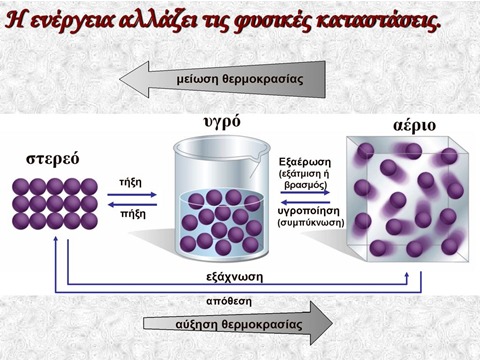 Η ενέργεια αλλάζει τις φυσικές καταστάσεις.
μείωση θερμοκρασίας
στερεό
υγρό
αέριο
τήξη
πήξη
Εξαέρωση
(εξάτμιση ή
βρασμός)
υγροποίηση
(συμπύκνωση)
εξάχνωση
απόθεση
αύξηση θερμοκρασίας